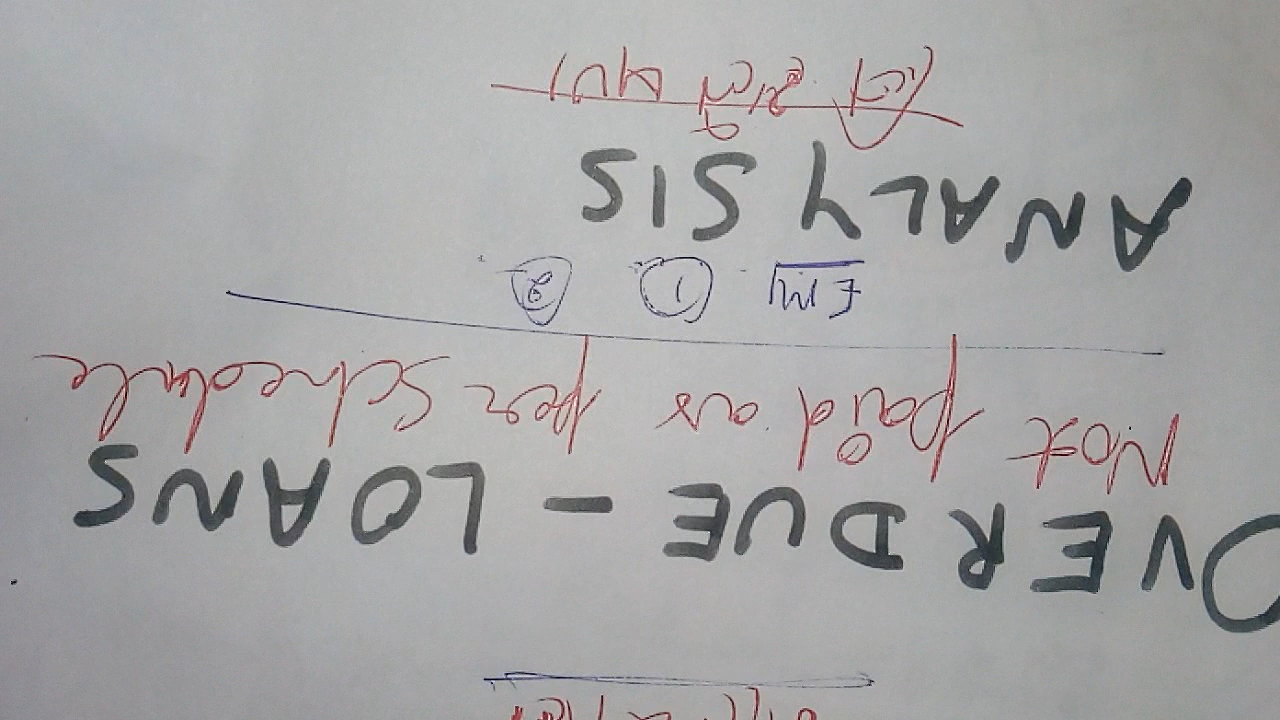 OVERDUE - LOANS
Not paid as per schedule
EMI 1 2
ANALYSIS